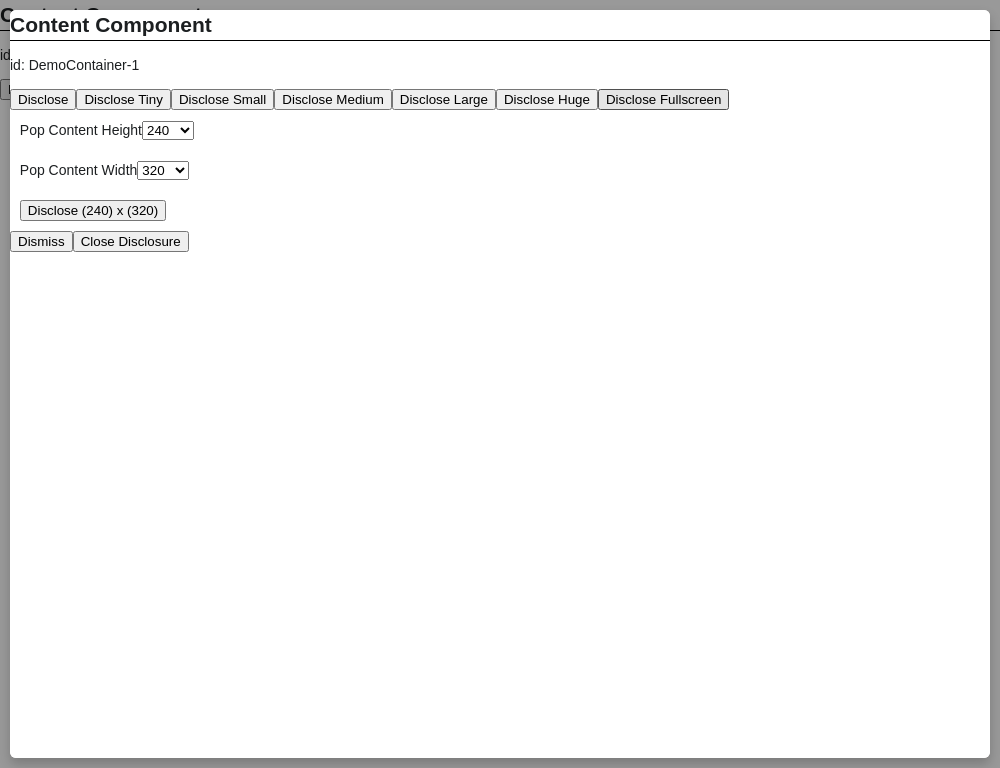 Content Component
id: DemoContainer-1
Disclose Disclose Tiny Disclose Small Disclose Medium Disclose Large Disclose Huge Disclose Fullscreen
Pop Content Height 240
Pop Content Width 320
Disclose (240) x (320)
Dismiss Close Disclosure